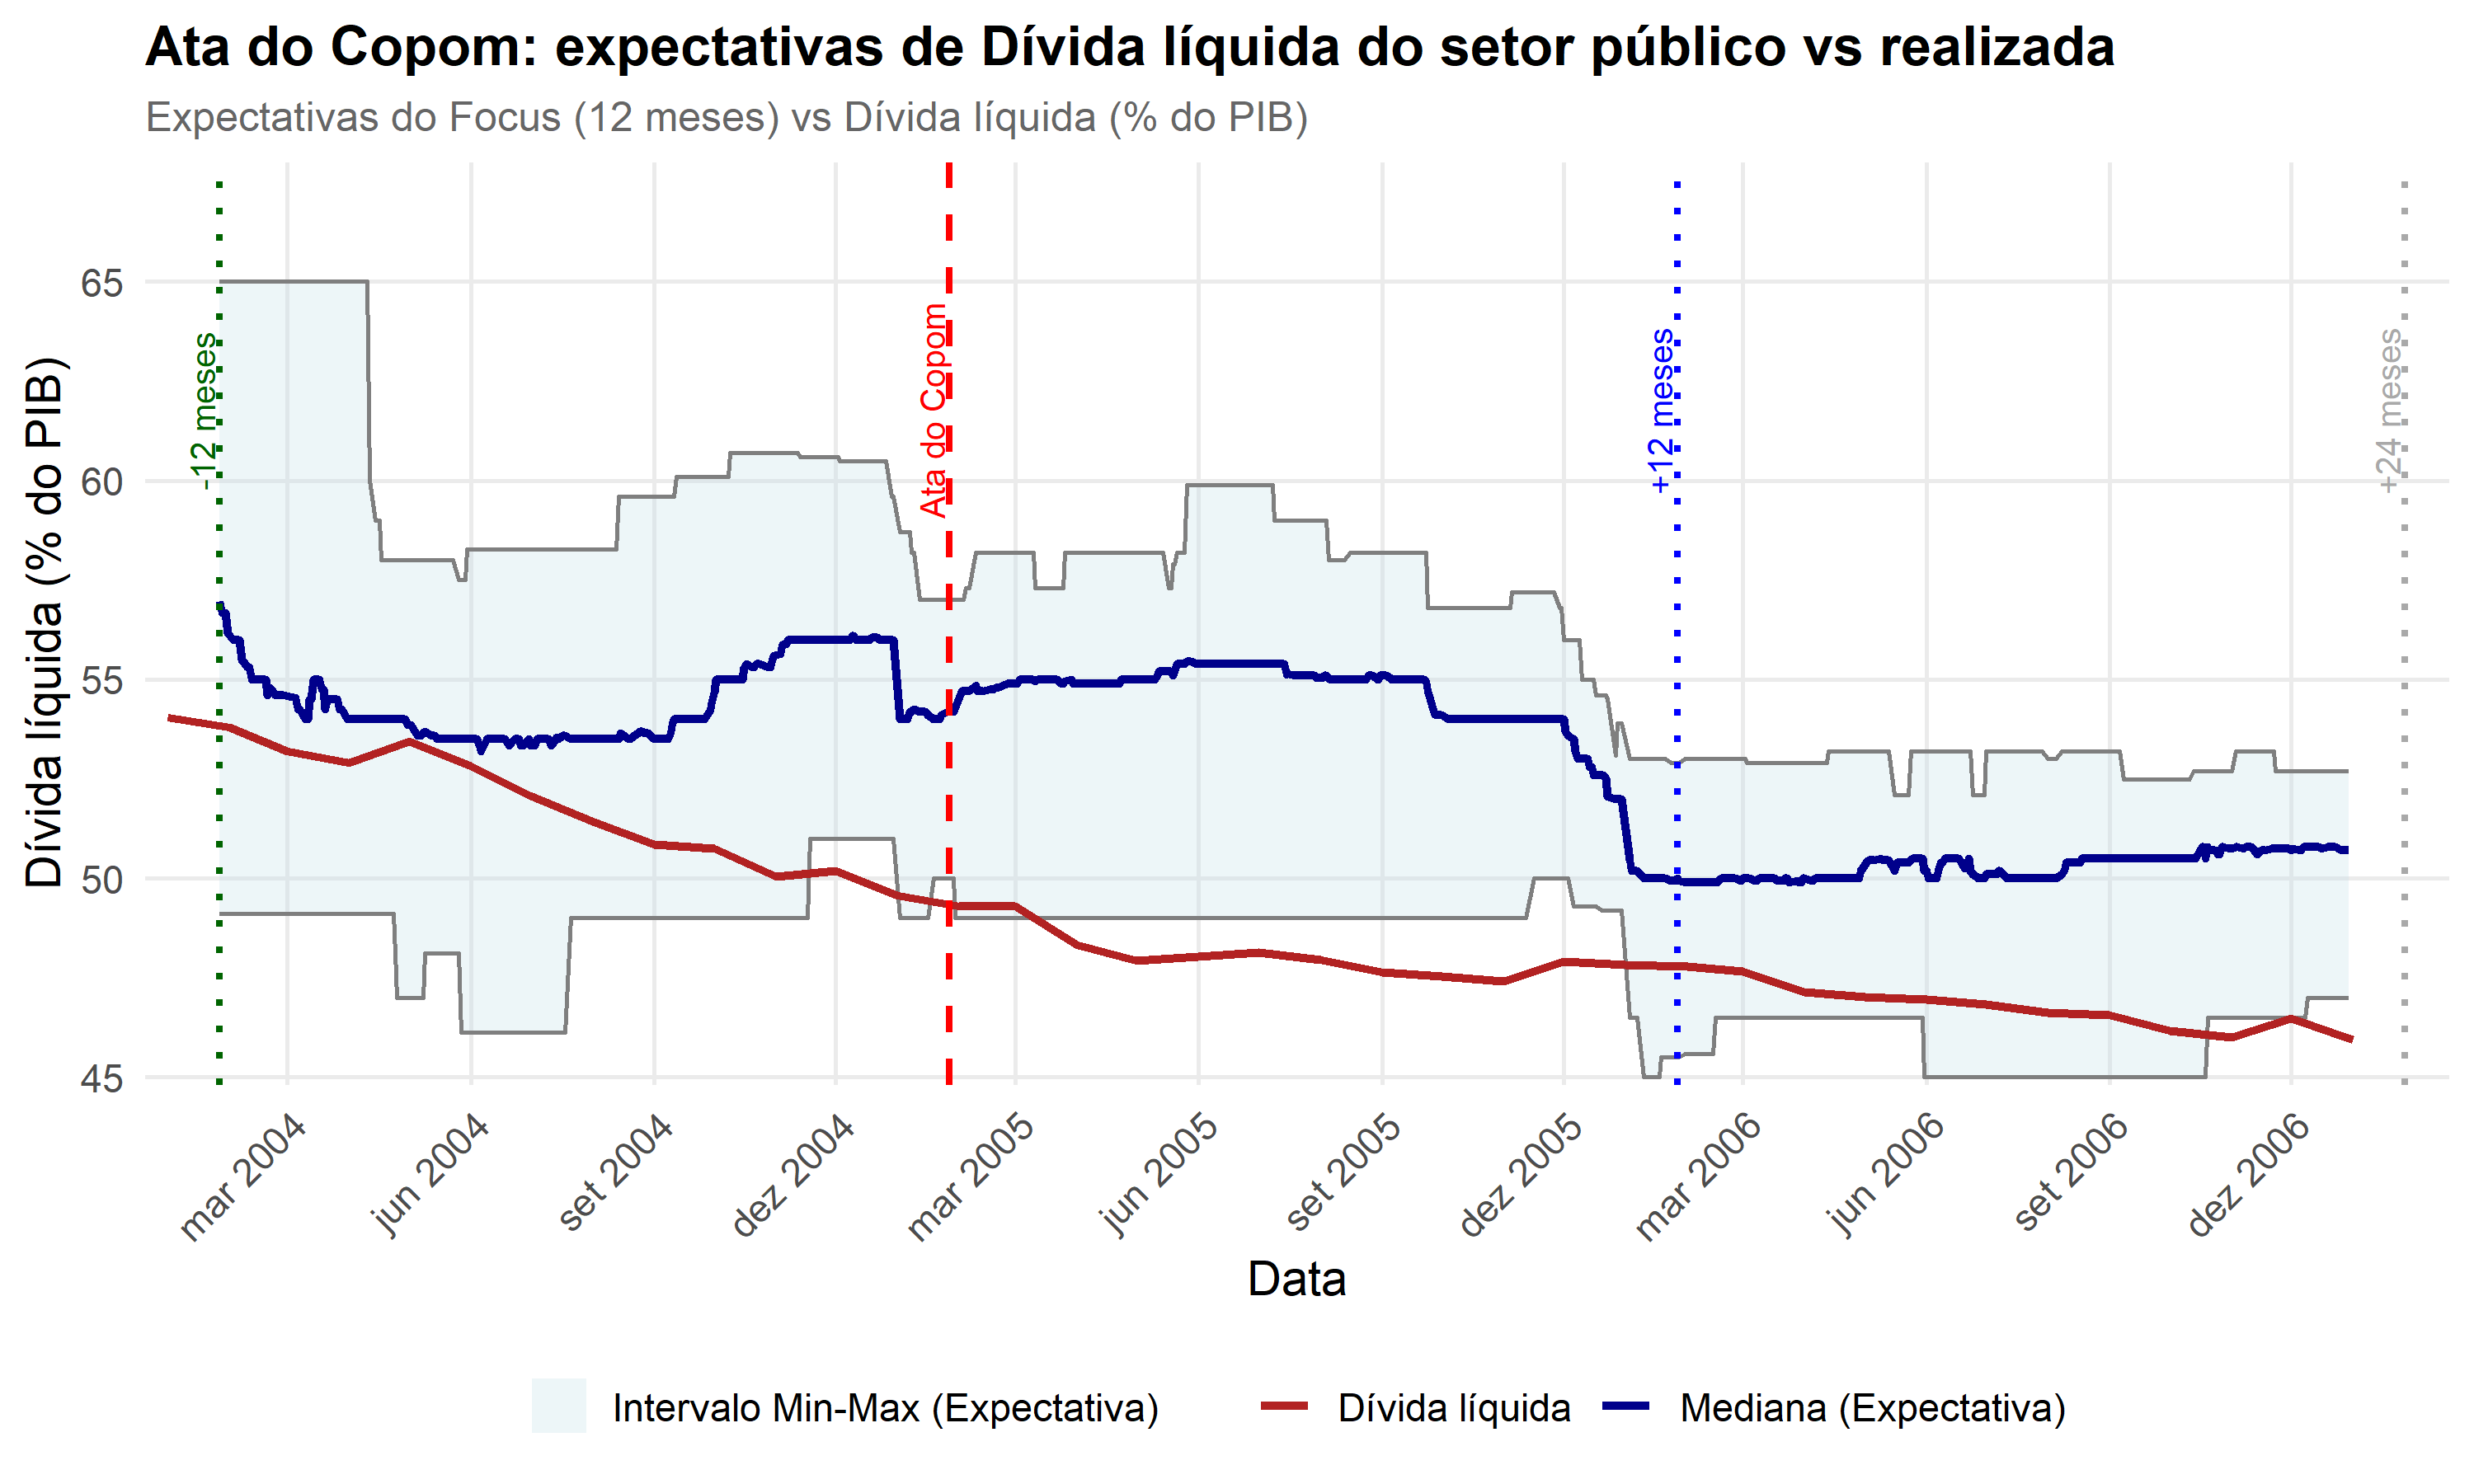 Ata do Copom: expectativas de Dívida líquida do setor público vs realizada
Expectativas do Focus (12 meses) vs Dívida líquida (% do PIB)
Dívida líquida (% do PIB)
65
60
55
50
45
-12 meses
Ata do Copom
+12 meses
+24 meses
mar 2004
jun 2004
set 2004
dez 2004
mar 2005
jun 2005
set 2005
dez 2005
mar 2006
jun 2006
set 2006
dez 2006
Data
Intervalo Min-Max (Expectativa)
Dívida líquida
Mediana (Expectativa)